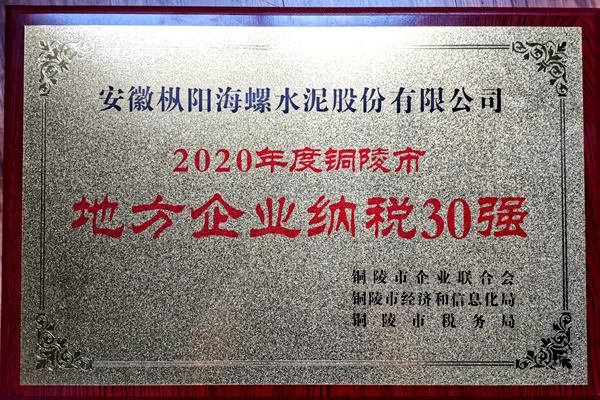 安徽枞阳海螺水泥股份有限公司
2020年度铜陵市
地方企业纳税30强
铜陵市企业联合会
铜陵市经济和信息化局
铜陵市税务局